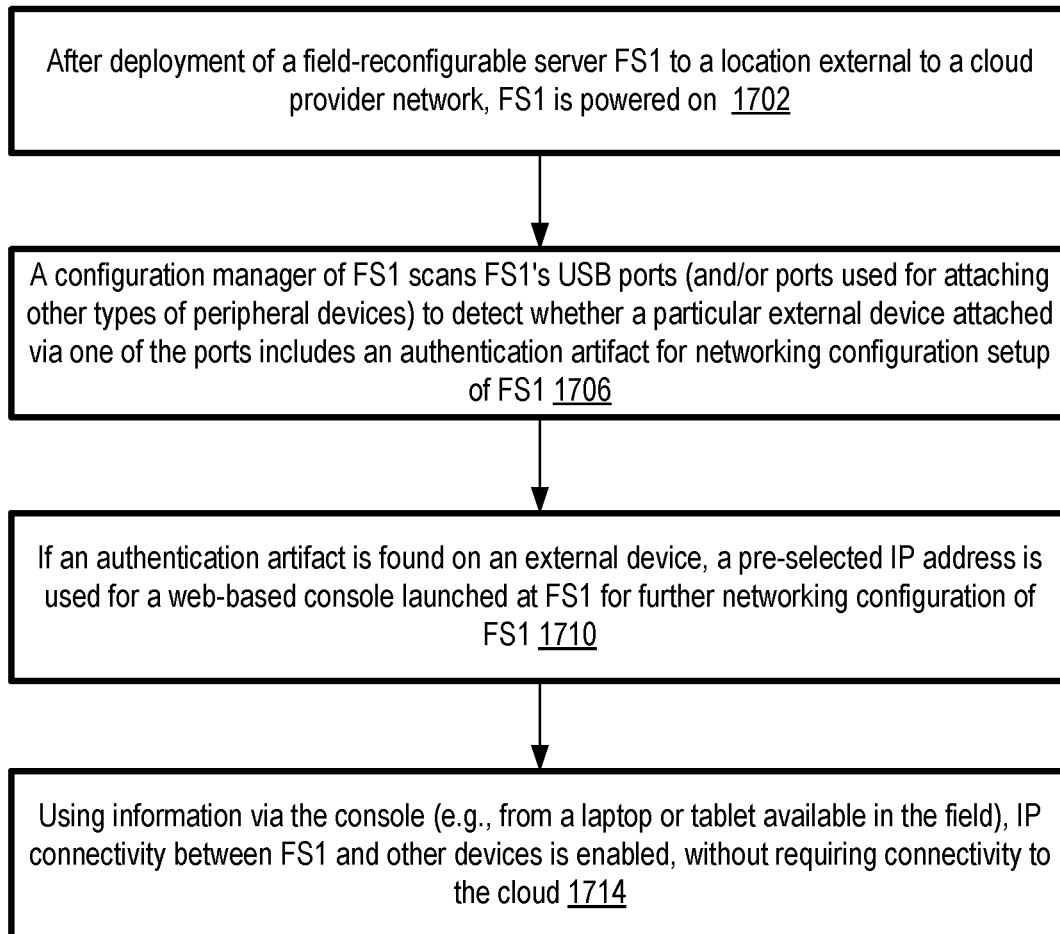 After deployment of a field-reconfigurable server FS1 to a location external to a cloud
provider network, FS1 is powered on 1702
A configuration manager of FS1 scans FS1's USB ports (and/or ports used for attaching
other types of peripheral devices) to detect whether a particular external device attached
via one of the ports includes an authentication artifact for networking configuration setup
of FS1 1706
If an authentication artifact is found on an external device, a pre-selected IP address is
used for a web-based console launched at FS1 for further networking configuration of
FS1 1710
Using information via the console (e.g., from a laptop or tablet available in the field), IP
connectivity between FS1 and other devices is enabled, without requiring connectivity to
the cloud 1714